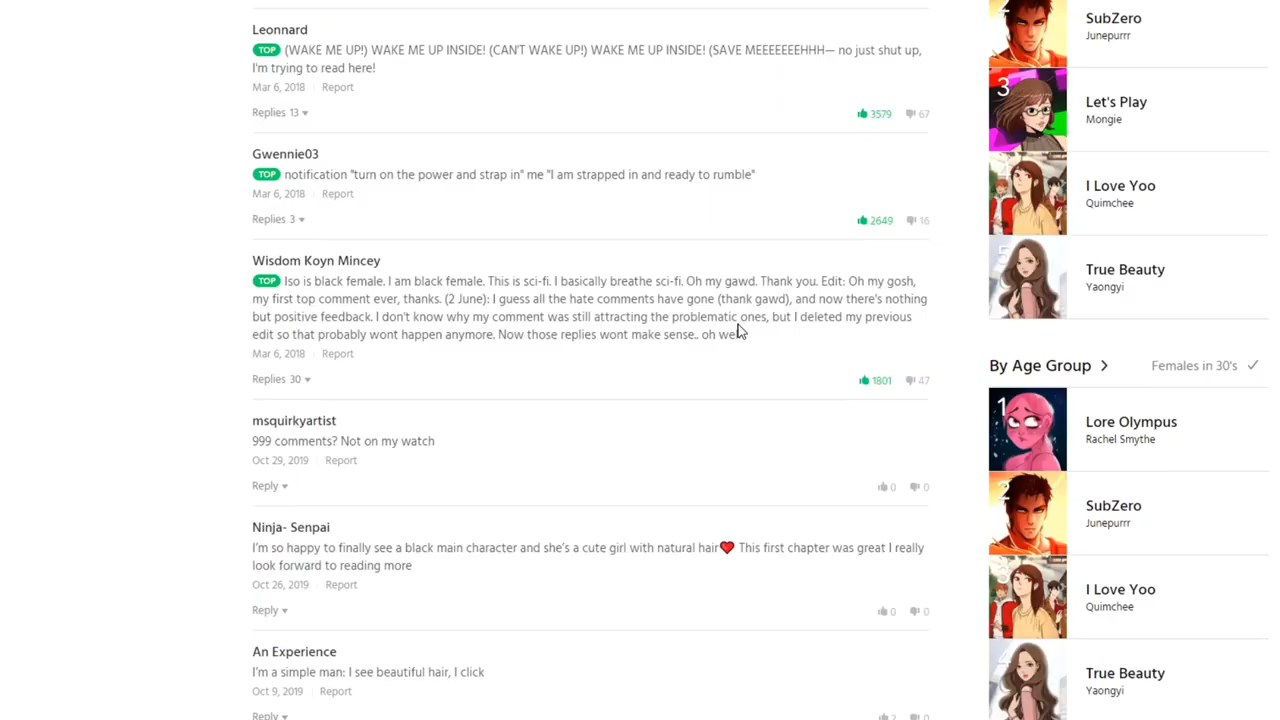 Leonnard
TOP (WAKE ME UP!) WAKE ME UP INSIDE! (CAN'T WAKE UP!) WAKE ME UP INSIDE! (SAVE MEEEEEEHHH— no just shut up,
I'm trying to read here!
Mar 6, 2018 Report
Replies 13
3579 67
Gwennie03
TOP notification "turn on the power and strap in" me "I am strapped in and ready to rumble"
Mar 6, 2018 Report
Replies 3
2649 16
Wisdom Koyn Mincey
TOP Iso is black female. I am black female. This is sci-fi. I basically breathe sci-fi. Oh my gawd. Thank you. Edit: Oh my gosh,
my first top comment ever, thanks. (2 June): I guess all the hate comments have gone (thank gawd), and now there's nothing
but positive feedback. I don't know why my comment was still attracting the problematic ones, but I deleted my previous
edit so that probably wont happen anymore. Now those replies wont make sense.. oh we
Mar 6, 2018 Report
Replies 30
1801 47
msquirkyartist
999 comments? Not on my watch
Oct 29, 2019 Report
Reply
0 0
Ninja- Senpai
I'm so happy to finally see a black main character and she's a cute girl with natural hair❤ This first chapter was great I really
look forward to reading more
Oct 26, 2019 Report
Reply
0 0
An Experience
I'm a simple man: I see beautiful hair, I click
Oct 9, 2019 Report
Reply
2 0
2
SubZero
Junepurrr
3
Let's Play
Mongie
I Love Yoo
Quimchee
5
True Beauty
Yaongyi
By Age Group
Females in 30's
1
Lore Olympus
Rachel Smythe
2
SubZero
Junepurrr
3
I Love Yoo
Quimchee
True Beauty
Yaongyi